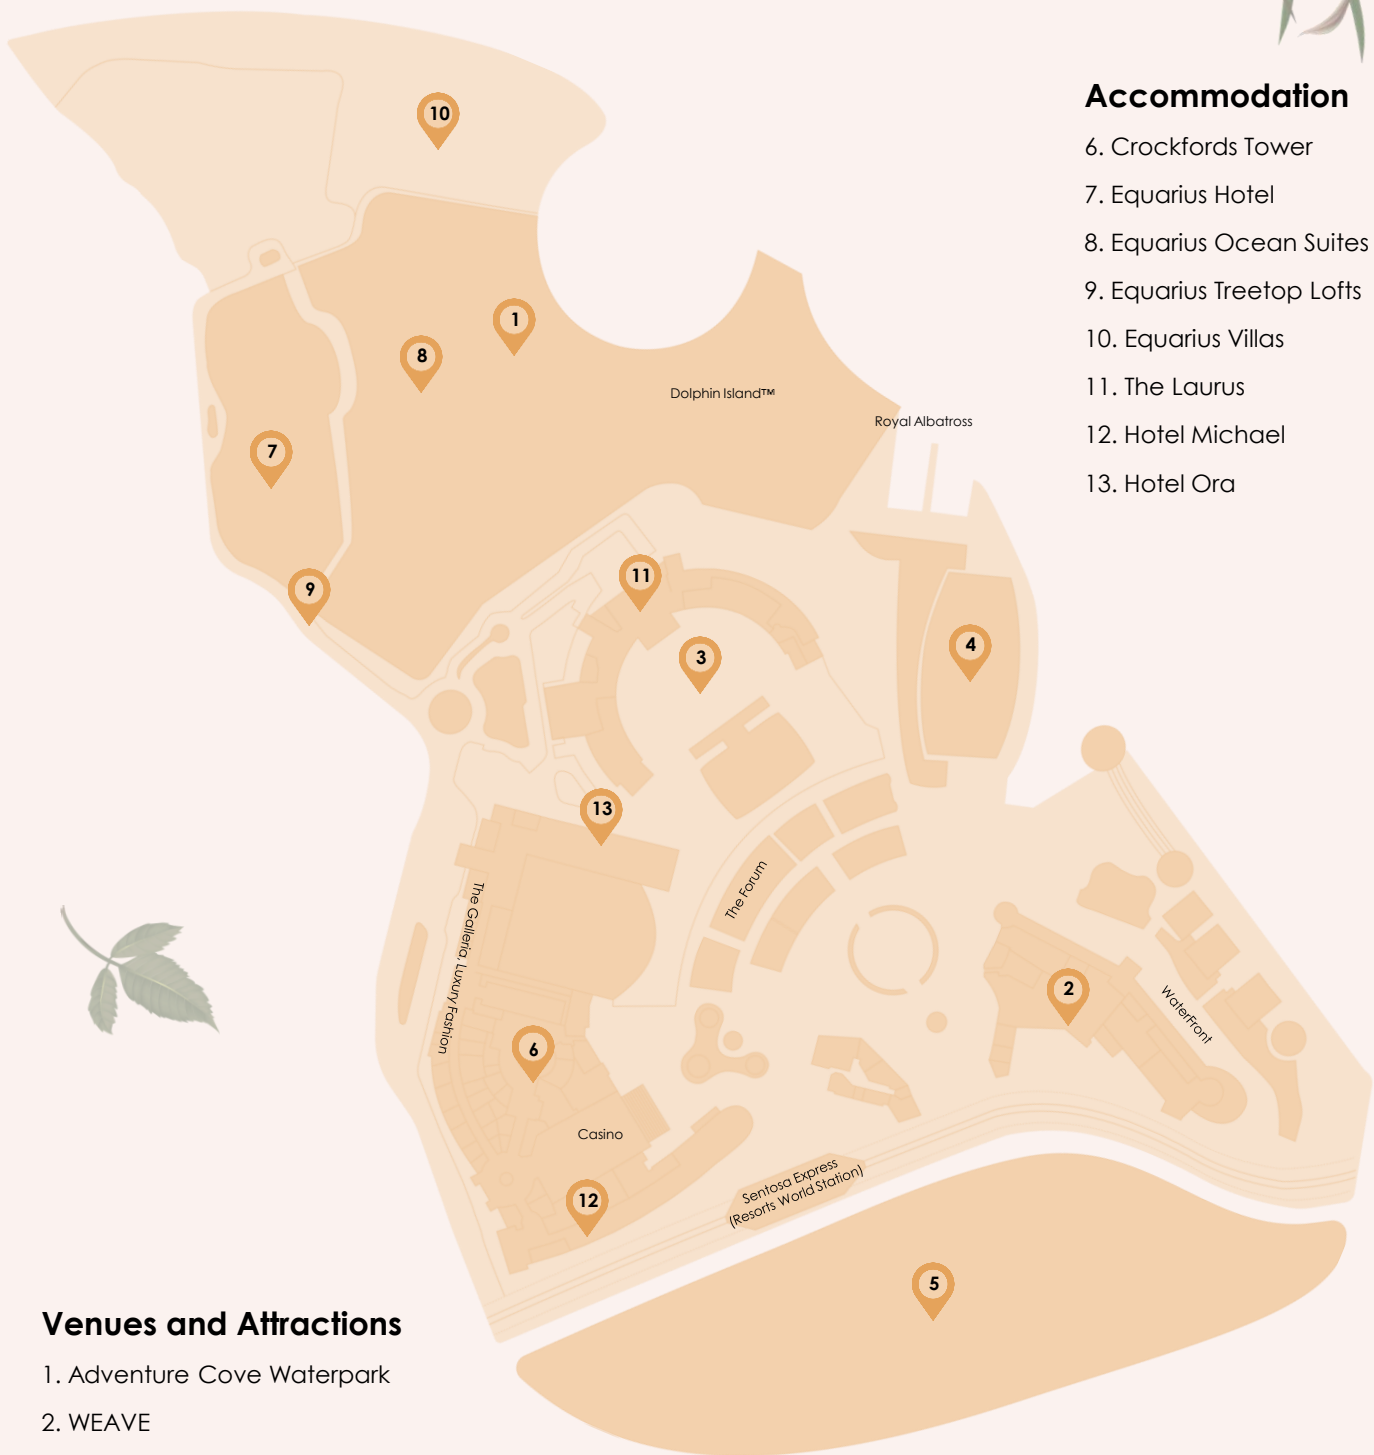 Accommodation
6. Crockfords Tower
7. Equarius Hotel
8. Equarius Ocean Suites
9. Equarius Treetop Lofts
10. Equarius Villas
11. The Laurus
12. Hotel Michael
13. Hotel Ora
10
1
8
Dolphin Island™
Royal Albatross
7
9
11
3
4
13
The Forum
The Galleria, Luxury Fashion
2
WaterFront
6
Casino
12
Sentosa Express
(Resorts World Station)
5
Venues and Attractions
1. Adventure Cove Waterpark
2. WEAVE